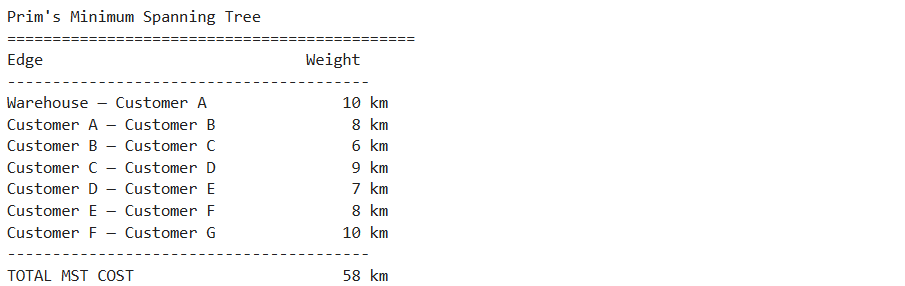 Prim's Minimum Spanning Tree
=============================================
Edge                             Weight
----------------------------------------
Warehouse — Customer A               10 km
Customer A — Customer B               8 km
Customer B — Customer C               6 km
Customer C — Customer D               9 km
Customer D — Customer E               7 km
Customer E — Customer F               8 km
Customer F — Customer G              10 km
----------------------------------------
TOTAL MST COST                       58 km